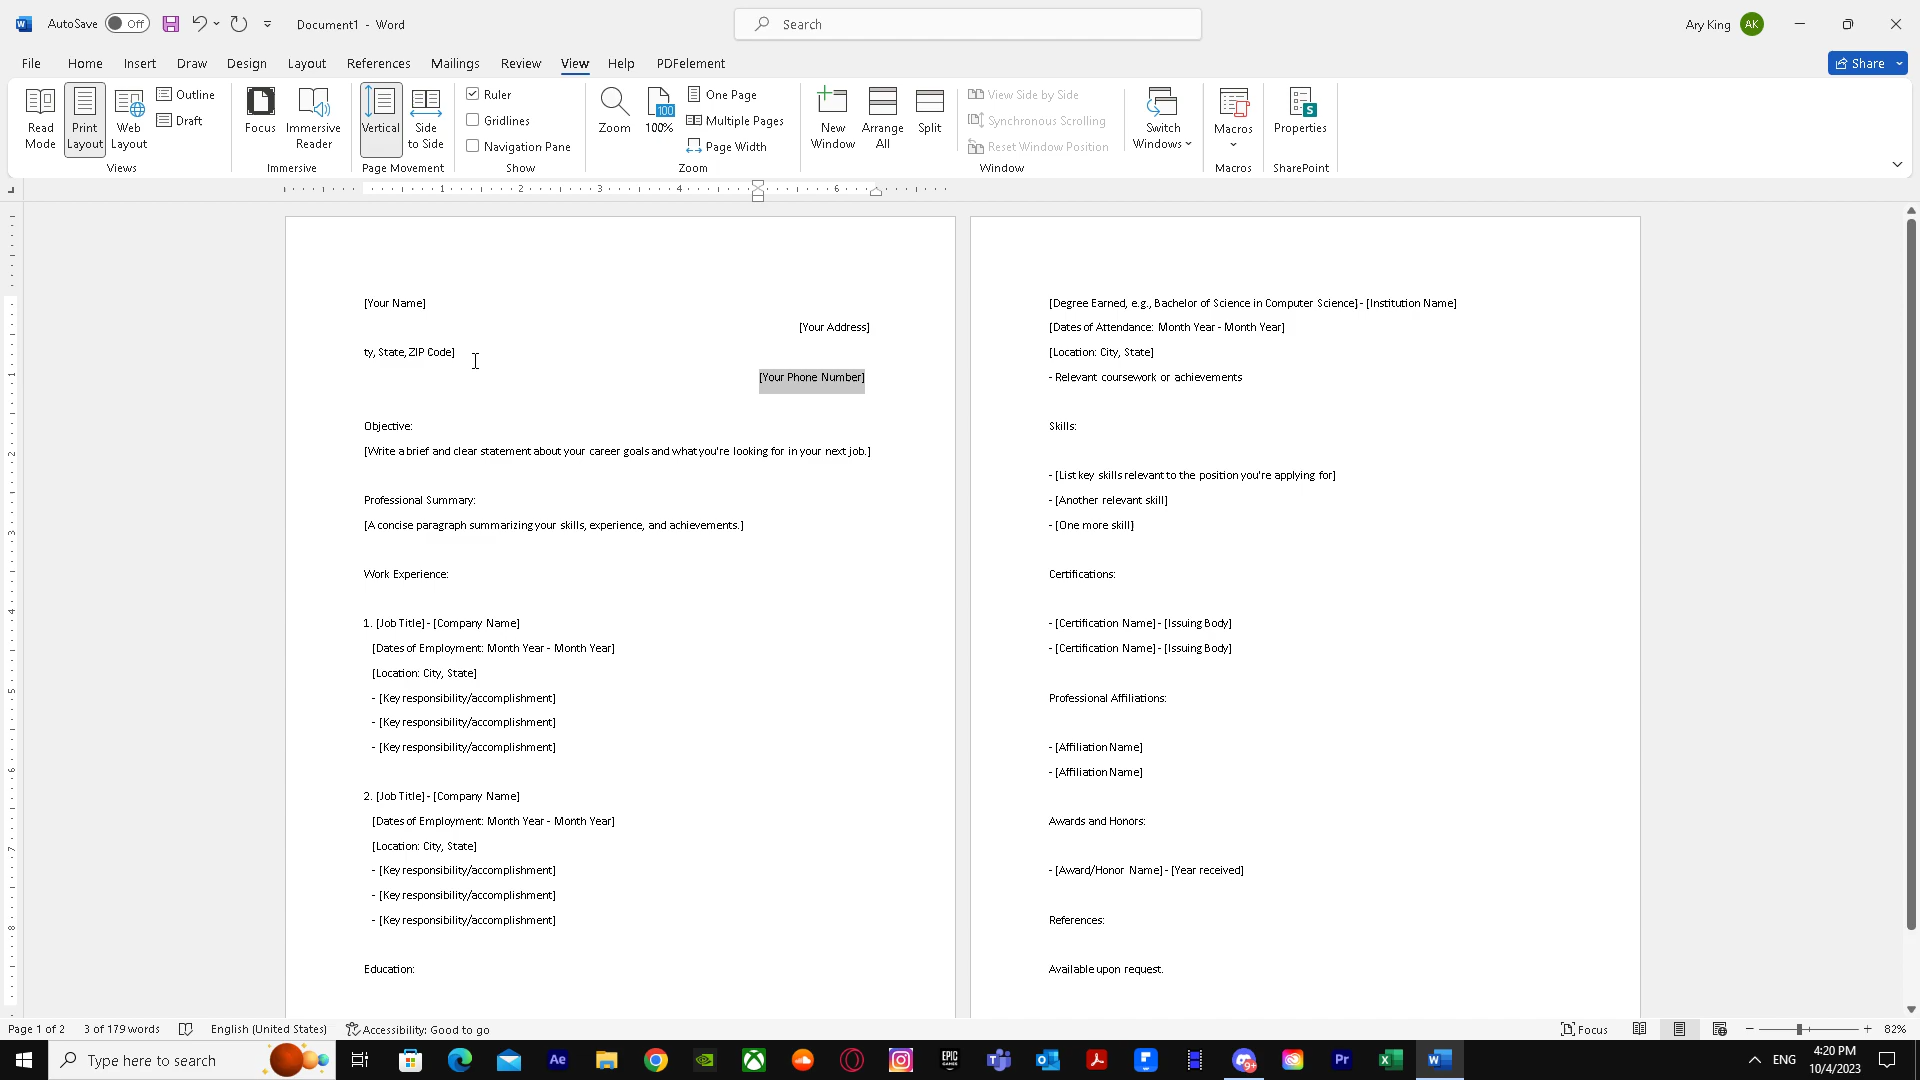 AutoSave Off Document1 - Word Search Ary King AK
File Home Insert Draw Design Layout References Mailings Review View Help PDFelement Share
Read Mode
Print Layout
Web Layout
Outline
Draft
Views
Focus
Immersive Reader
Immersive
Vertical
Side to Side
Page Movement
Ruler
Gridlines
Navigation Pane
Show
Zoom
100
100%
One Page
Multiple Pages
Page Width
Zoom
New Window
Arrange All
Split
View Side by Side
Synchronous Scrolling
Reset Window Position
Window
Switch Windows
Macros
Macros
Properties
SharePoint
1 2 3 4 6
[Your Name]
[Your Address]
ty, State, ZIP Code]
[Your Phone Number]
Objective:
[Write a brief and clear statement about your career goals and what you're looking for in your next job.]
Professional Summary:
[A concise paragraph summarizing your skills, experience, and achievements.]
Work Experience:
1. [Job Title] - [Company Name]
[Dates of Employment: Month Year - Month Year]
[Location: City, State]
- [Key responsibility/accomplishment]
- [Key responsibility/accomplishment]
- [Key responsibility/accomplishment]
2. [Job Title] - [Company Name]
[Dates of Employment: Month Year - Month Year]
[Location: City, State]
- [Key responsibility/accomplishment]
- [Key responsibility/accomplishment]
- [Key responsibility/accomplishment]
Education:
[Degree Earned, e.g., Bachelor of Science in Computer Science] - [Institution Name]
[Dates of Attendance: Month Year - Month Year]
[Location: City, State]
- Relevant coursework or achievements
Skills:
- [List key skills relevant to the position you're applying for]
- [Another relevant skill]
- [One more skill]
Certifications:
- [Certification Name] - [Issuing Body]
- [Certification Name] - [Issuing Body]
Professional Affiliations:
- [Affiliation Name]
- [Affiliation Name]
Awards and Honors:
- [Award/Honor Name] - [Year received]
References:
Available upon request.
Page 1 of 2 3 of 179 words English (United States) Accessibility: Good to go Focus 82%
Type here to search ENG 4:20 PM
10/4/2023